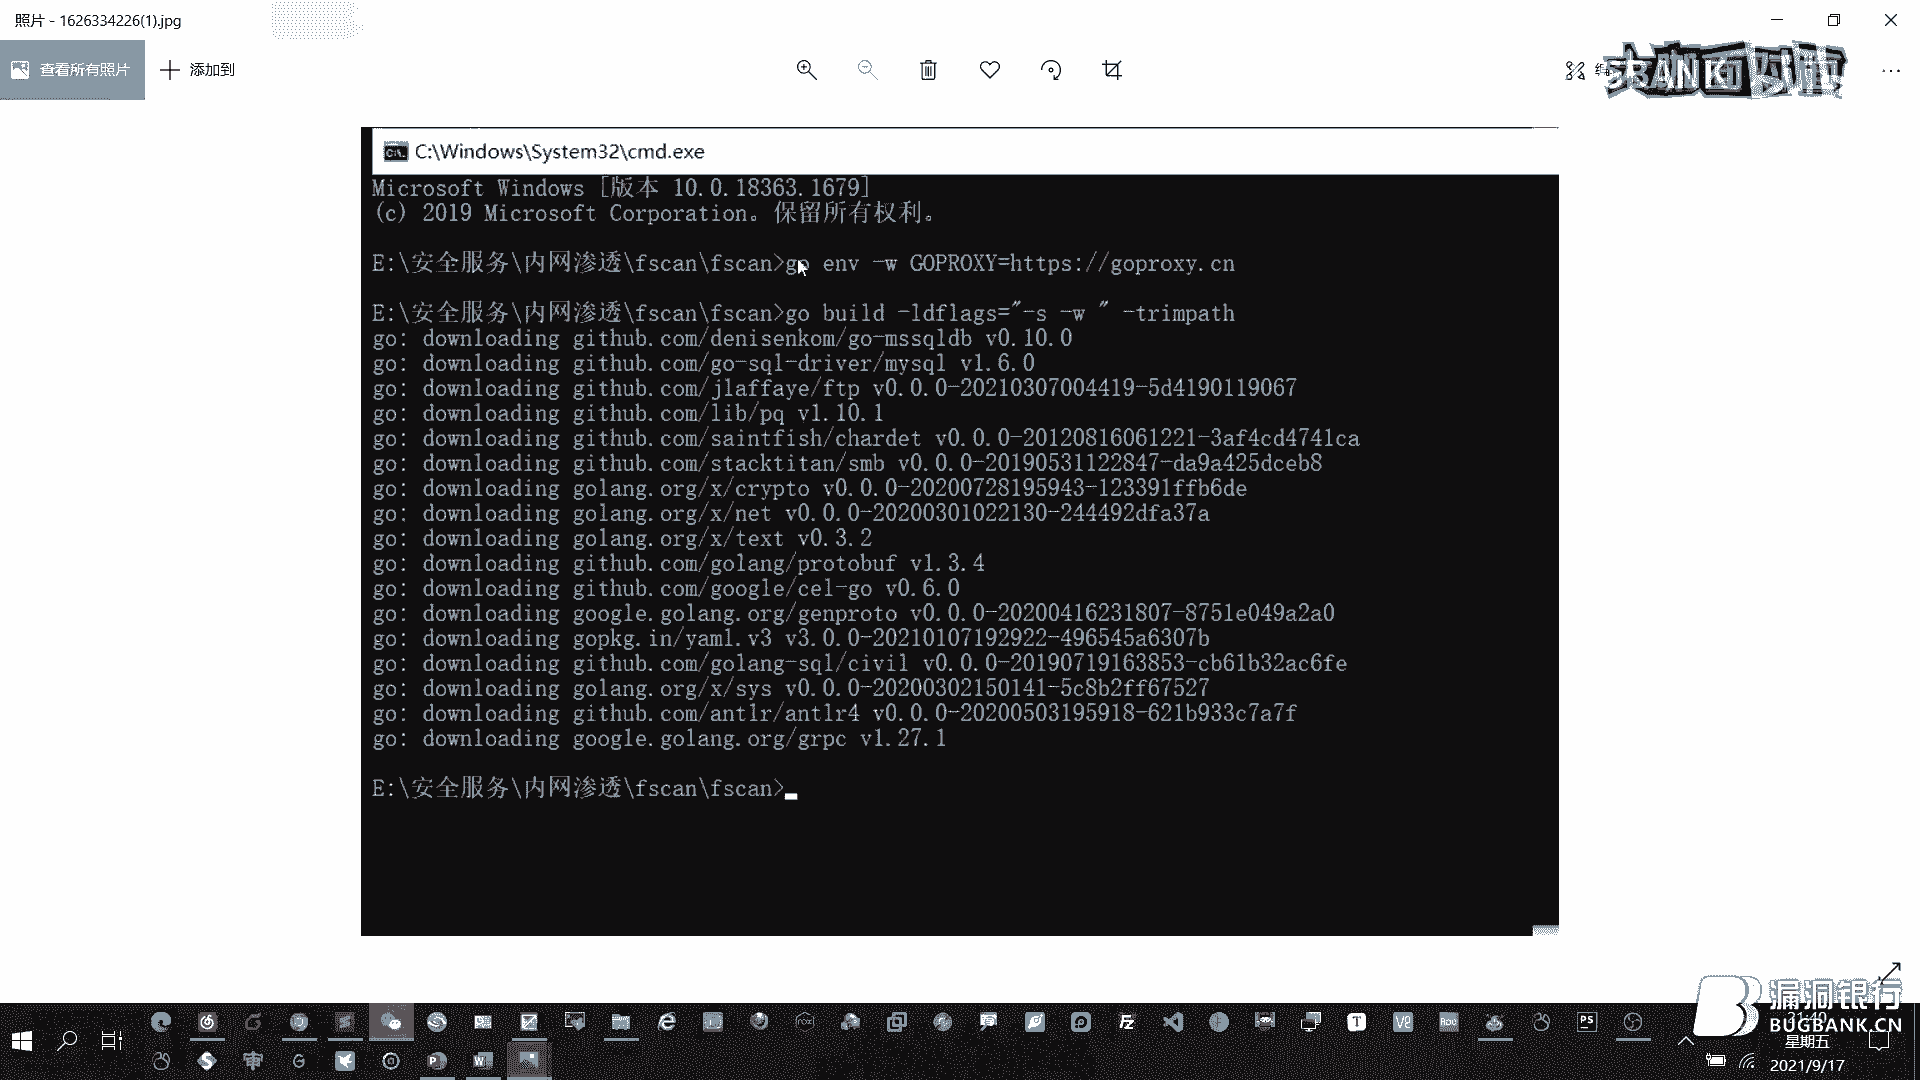 照片 - 1626334226(1).jpg
查看所有照片
添加到
C:\Windows\System32\cmd.exe
Microsoft Windows [版本 10.0.18363.1679]
(c) 2019 Microsoft Corporation。保留所有权利。
E:\安全服务\内网渗透\fscan\fscan>go env -w GOPROXY=https://goproxy.cn
E:\安全服务\内网渗透\fscan\fscan>go build -ldflags="-s -w " -trimpath
go: downloading github.com/denisenkom/go-mssqldb v0.10.0
go: downloading github.com/go-sql-driver/mysql v1.6.0
go: downloading github.com/jlaffaye/ftp v0.0.0-20210307004419-5d4190119067
go: downloading github.com/lib/pq v1.10.1
go: downloading github.com/saintfish/chardet v0.0.0-20120816061221-3af4cd4741ca
go: downloading github.com/stacktitan/smb v0.0.0-20190531122847-da9a425dceb8
go: downloading golang.org/x/crypto v0.0.0-20200728195943-123391ffb6de
go: downloading golang.org/x/net v0.0.0-20200301022130-244492dfa37a
go: downloading golang.org/x/text v0.3.2
go: downloading github.com/golang/protobuf v1.3.4
go: downloading github.com/google/cel-go v0.6.0
go: downloading google.golang.org/genproto v0.0.0-20200416231807-8751e049a2a0
go: downloading gopkg.in/yaml.v3 v3.0.0-20210107192922-496545a6307b
go: downloading github.com/golang-sql/civil v0.0.0-20190719163853-cb61b32ac6fe
go: downloading golang.org/x/sys v0.0.0-20200302150141-5c8b2ff67527
go: downloading github.com/antlr/antlr4 v0.0.0-20200503195918-621b933c7a7f
go: downloading google.golang.org/grpc v1.27.1
E:\安全服务\内网渗透\fscan\fscan>
漏洞银行
BUGBANK.CN
星期五
2021/9/17